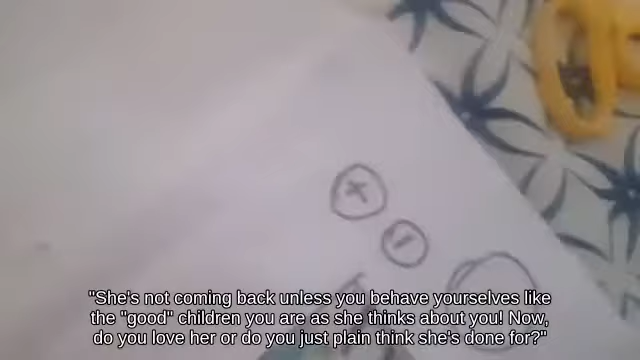 +
-
"She's not coming back unless you behave yourselves like
the "good" children you are as she thinks about you! Now,
do you love her or do you just plain think she's done for?"